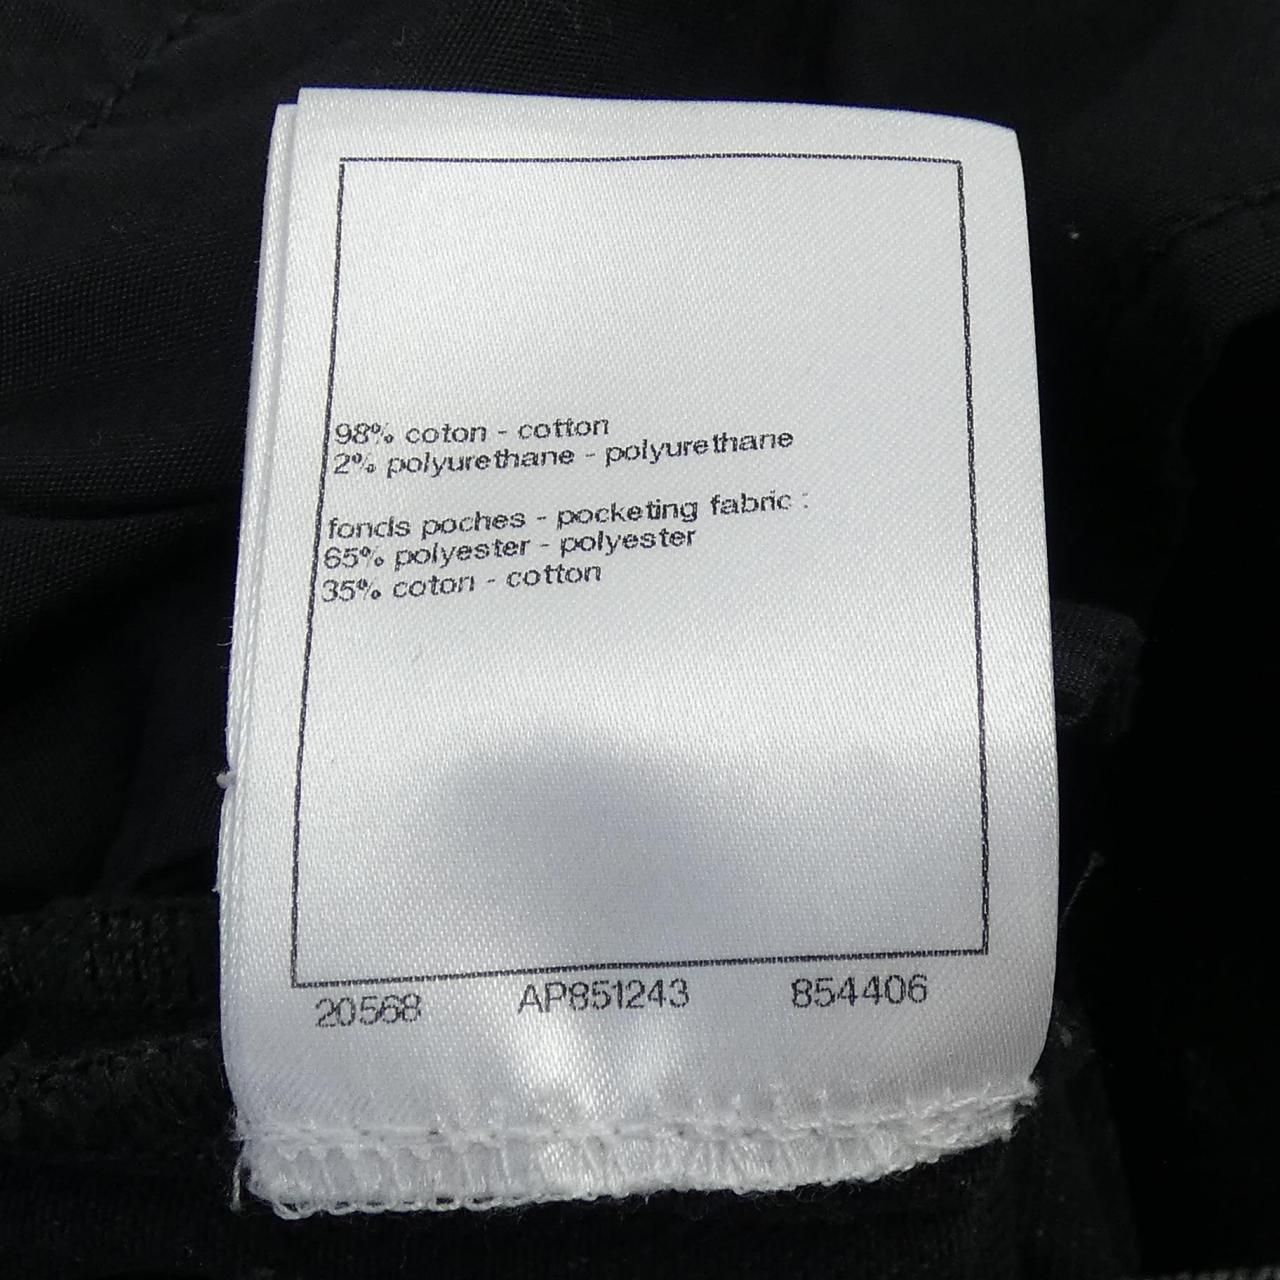 98% coton - cotton
2% polyurethane - polyurethane
fonds poches - pocketing fabric :
65% polyester - polyester
35% coton - cotton
20568 AP851243 854406